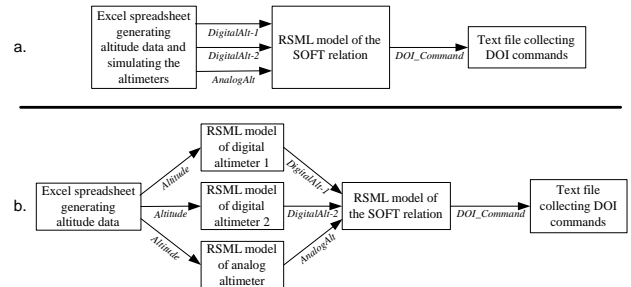 a.
Excel spreadsheet
generating
altitude data and
simulating the
altimeters
DigitalAlt-1
DigitalAlt-2
AnalogAlt
RSML model of the
SOFT relation
DOI_Command
Text file collecting
DOI commands
b.
Excel spreadsheet
generating
altitude data
Altitude
Altitude
Altitude
RSML model
of digital
altimeter 1
RSML model
of digital
altimeter 2
RSML model
of analog
altimeter
DigitalAlt-1
DigitalAlt-2
AnalogAlt
RSML model of
the SOFT relation
DOI_Command
Text file
collecting DOI
commands